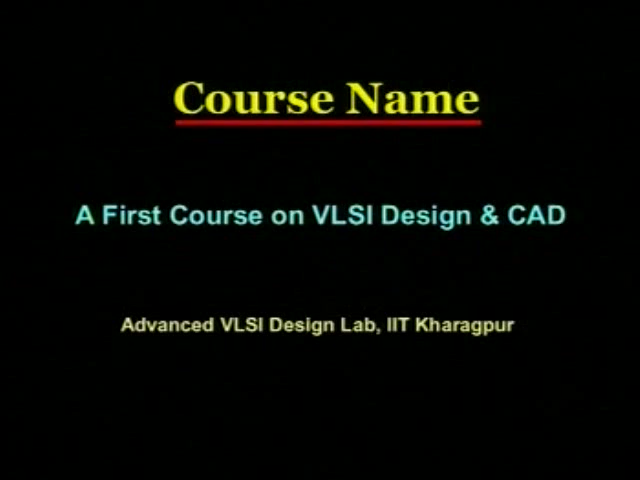 Course Name
A First Course on VLSI Design & CAD
Advanced VLSI Design Lab, IIT Kharagpur